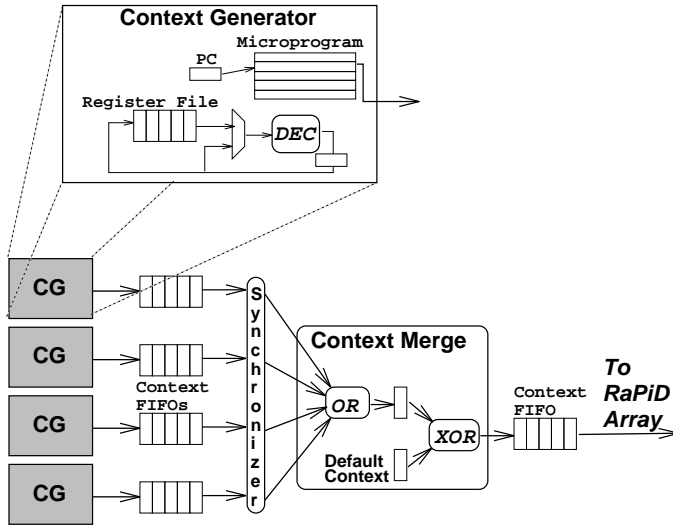 Context Generator
Microprogram
PC
Register File
DEC
CG
CG
CG
CG
Context
FIFOs
Synchronizer
Context Merge
OR
XOR
Default
Context
Context
FIFO
To
RaPiD
Array